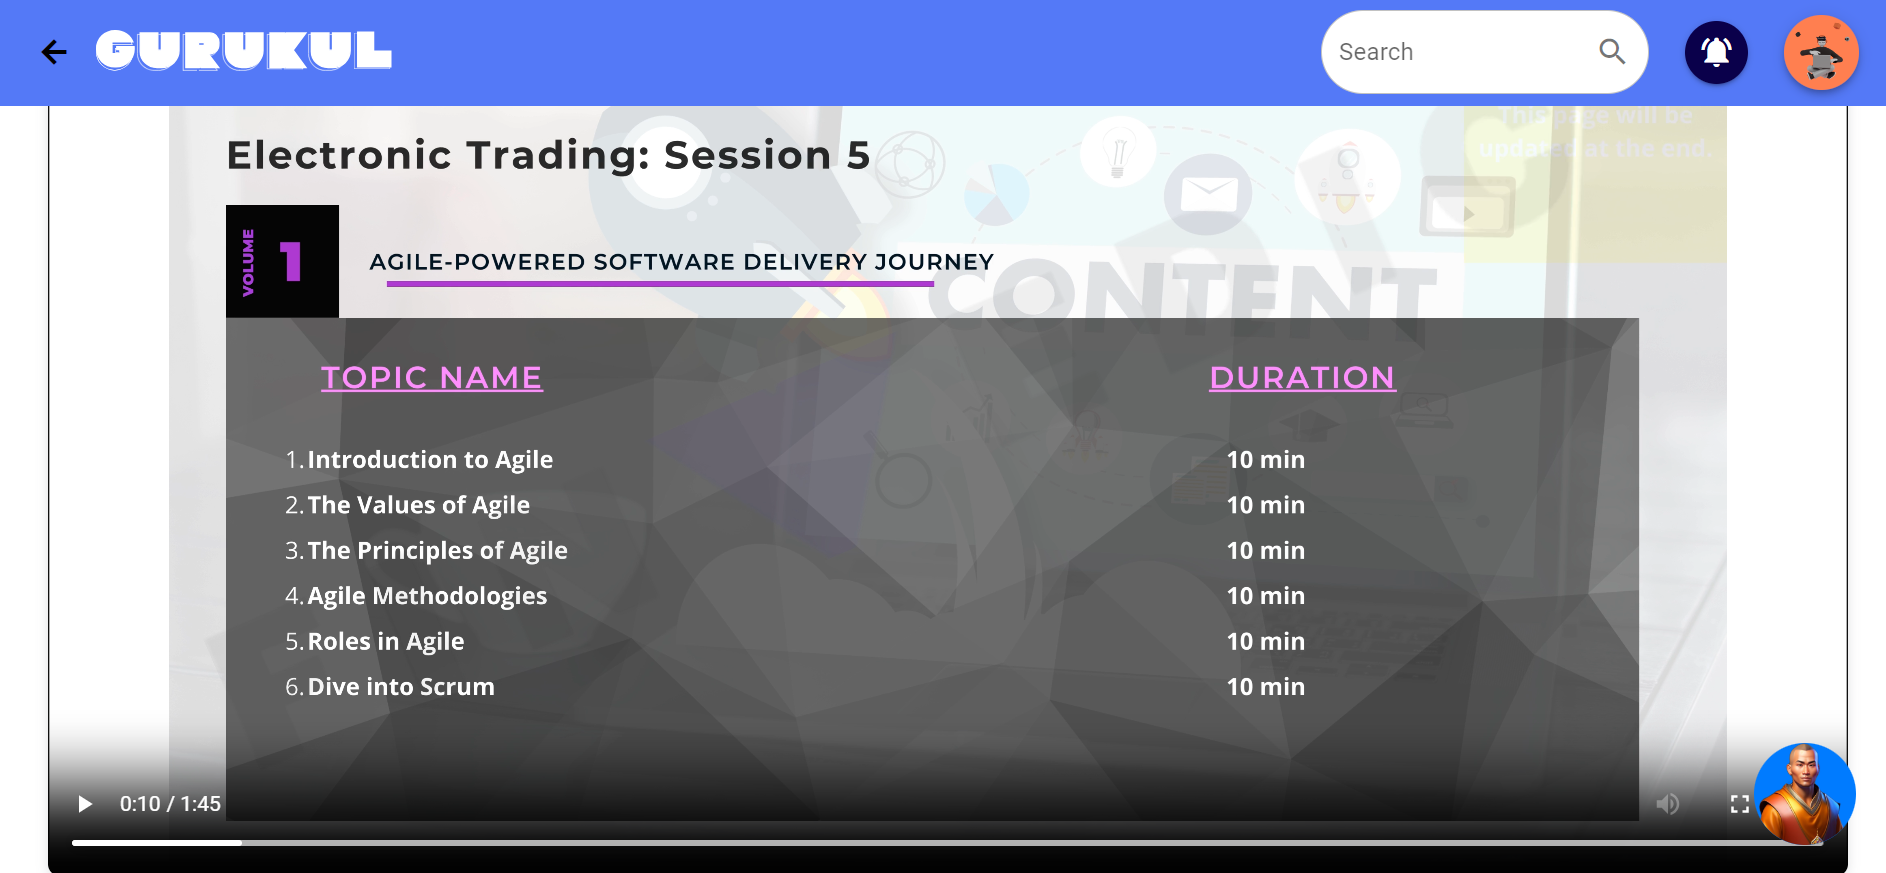 GURUKUL
Search
This page will be
updated at the end.
Electronic Trading: Session 5
VOLUME 1
AGILE-POWERED SOFTWARE DELIVERY JOURNEY
CONTENT
TOPIC NAME DURATION
1. Introduction to Agile 10 min
2. The Values of Agile 10 min
3. The Principles of Agile 10 min
4. Agile Methodologies 10 min
5. Roles in Agile 10 min
6. Dive into Scrum 10 min
0:10 / 1:45